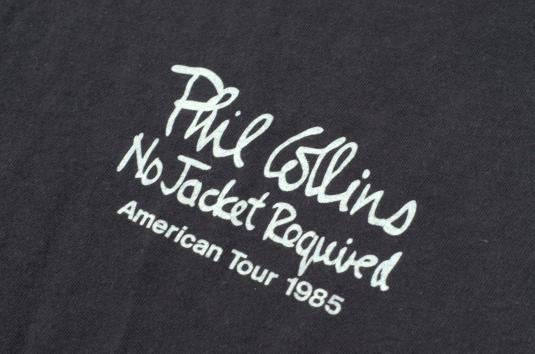 Phil Collins
No Jacket Required
American Tour 1985